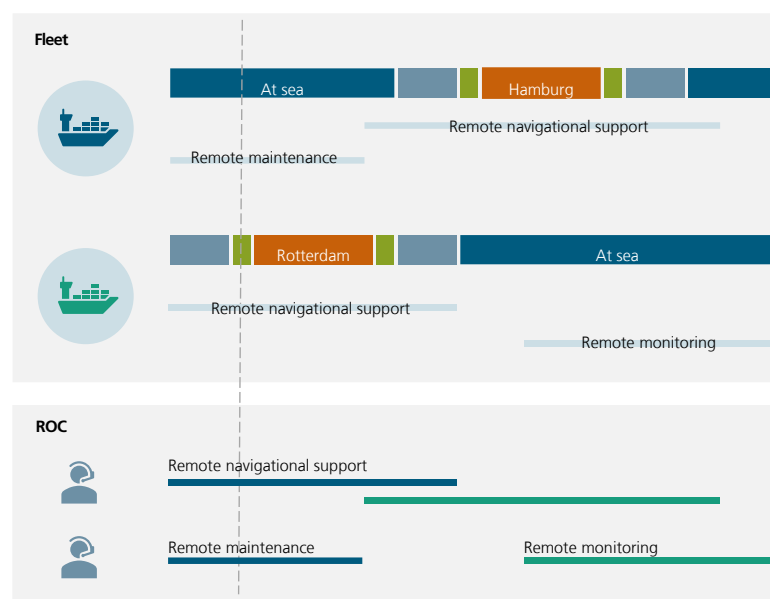 Fleet
At sea
Hamburg
Remote navigational support
Remote maintenance
Rotterdam
At sea
Remote navigational support
Remote monitoring
ROC
Remote navigational support
Remote maintenance
Remote monitoring